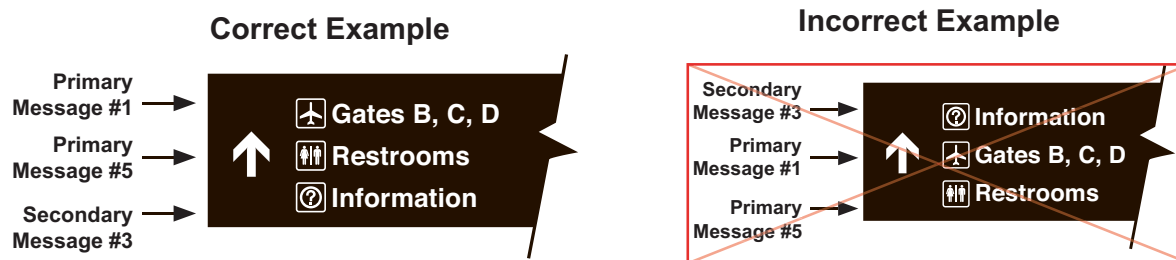 Correct Example
Primary
Message #1
Primary
Message #5
Secondary
Message #3
Gates B, C, D
Restrooms
Information
Incorrect Example
Secondary
Message #3
Primary
Message #1
Primary
Message #5
Information
Gates B, C, D
Restrooms